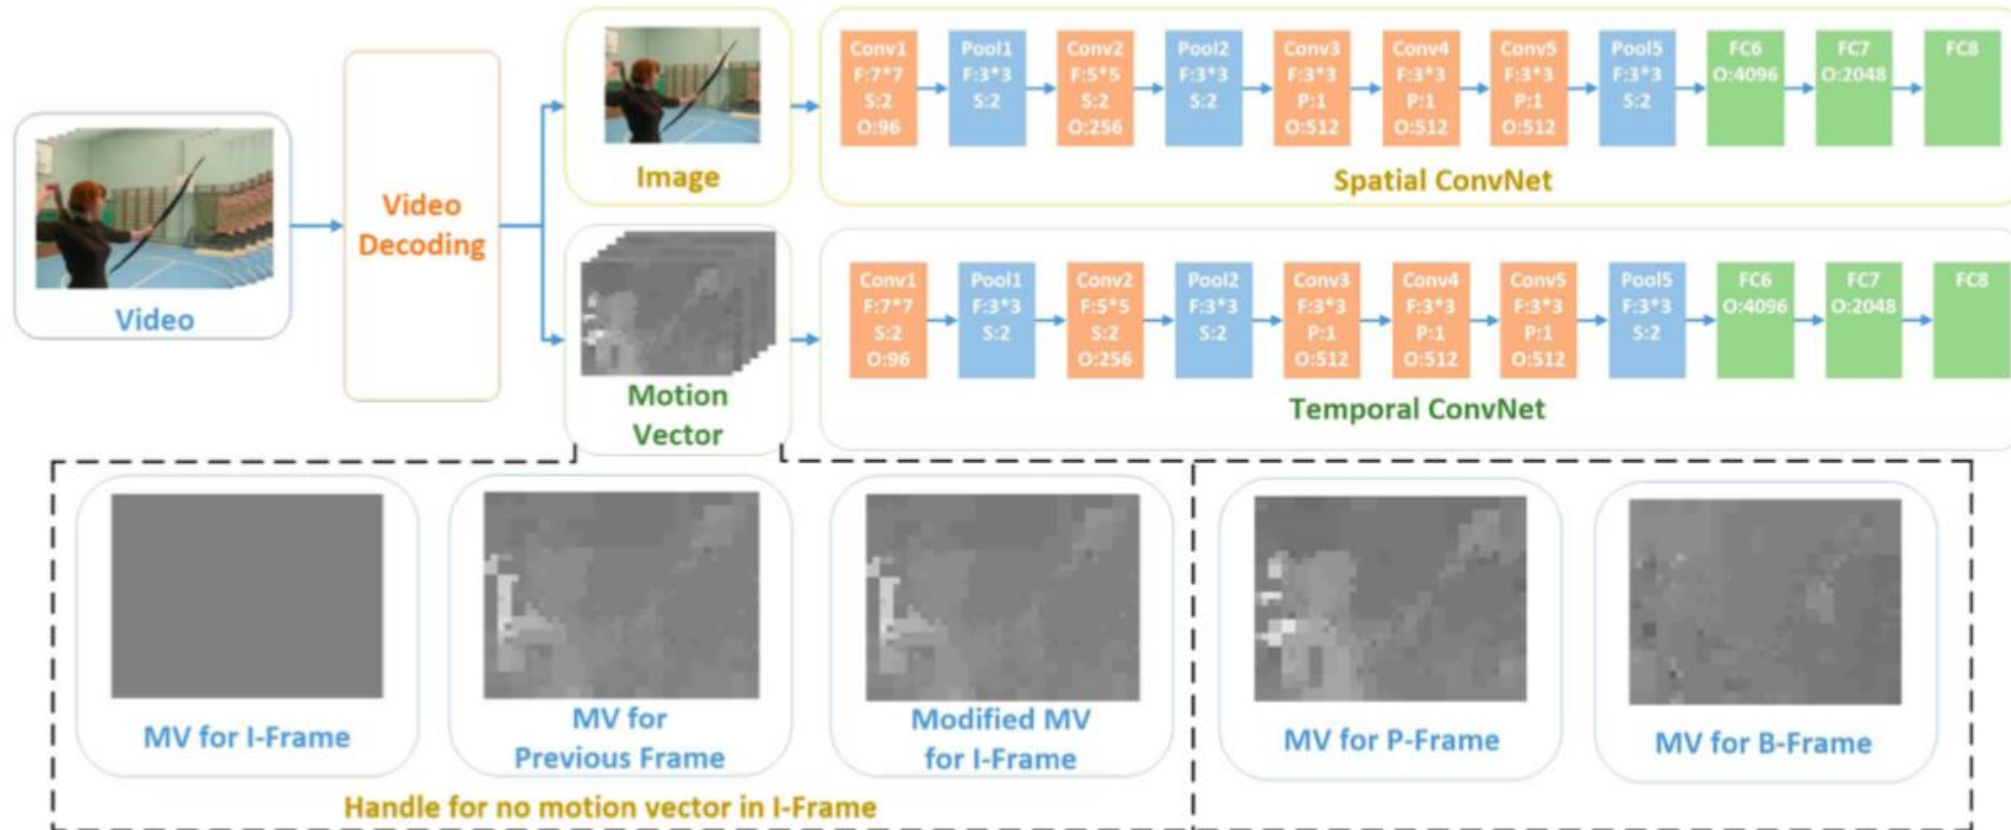 Video
Video
Decoding
Image
Motion
Vector
Conv1
F:7*7
S:2
O:96
Pool1
F:3*3
S:2
Conv2
F:5*5
S:2
O:256
Pool2
F:3*3
S:2
Conv3
F:3*3
P:1
O:512
Conv4
F:3*3
P:1
O:512
Conv5
F:3*3
P:1
O:512
Pool5
F:3*3
S:2
FC6
O:4096
FC7
O:2048
FC8
Spatial ConvNet
Conv1
F:7*7
S:2
O:96
Pool1
F:3*3
S:2
Conv2
F:5*5
S:2
O:256
Pool2
F:3*3
S:2
Conv3
F:3*3
P:1
O:512
Conv4
F:3*3
P:1
O:512
Conv5
F:3*3
P:1
O:512
Pool5
F:3*3
S:2
FC6
O:4096
FC7
O:2048
FC8
Temporal ConvNet
MV for I-Frame
MV for
Previous Frame
Modified MV
for I-Frame
MV for P-Frame
MV for B-Frame
Handle for no motion vector in I-Frame